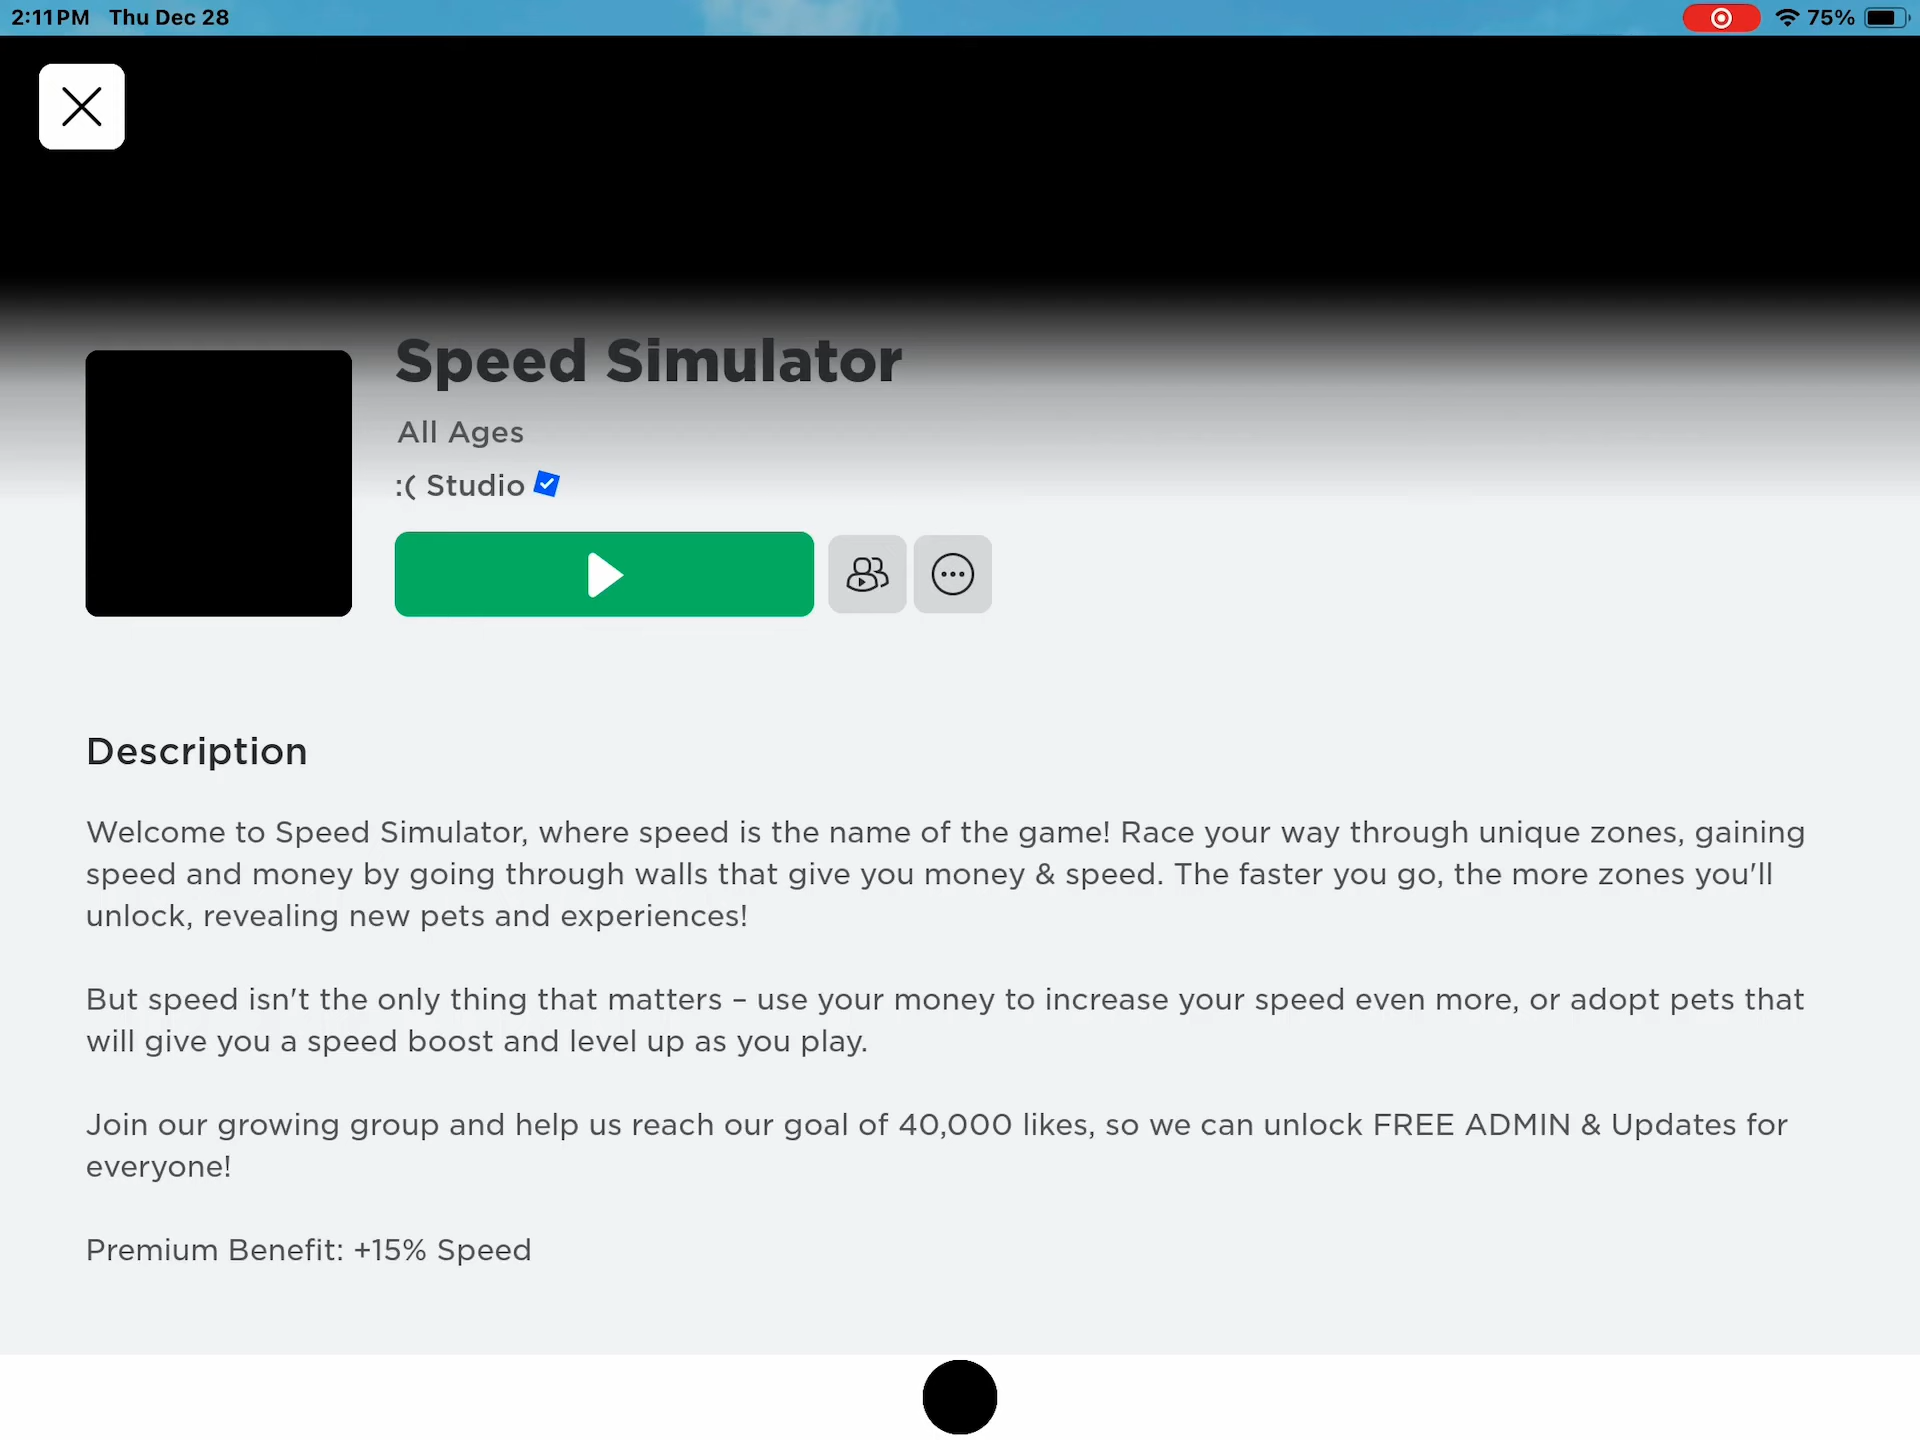 2:11 PM Thu Dec 28
75%
Speed Simulator
All Ages
:( Studio
Description
Welcome to Speed Simulator, where speed is the name of the game! Race your way through unique zones, gaining
speed and money by going through walls that give you money & speed. The faster you go, the more zones you'll
unlock, revealing new pets and experiences!
But speed isn't the only thing that matters – use your money to increase your speed even more, or adopt pets that
will give you a speed boost and level up as you play.
Join our growing group and help us reach our goal of 40,000 likes, so we can unlock FREE ADMIN & Updates for
everyone!
Premium Benefit: +15% Speed